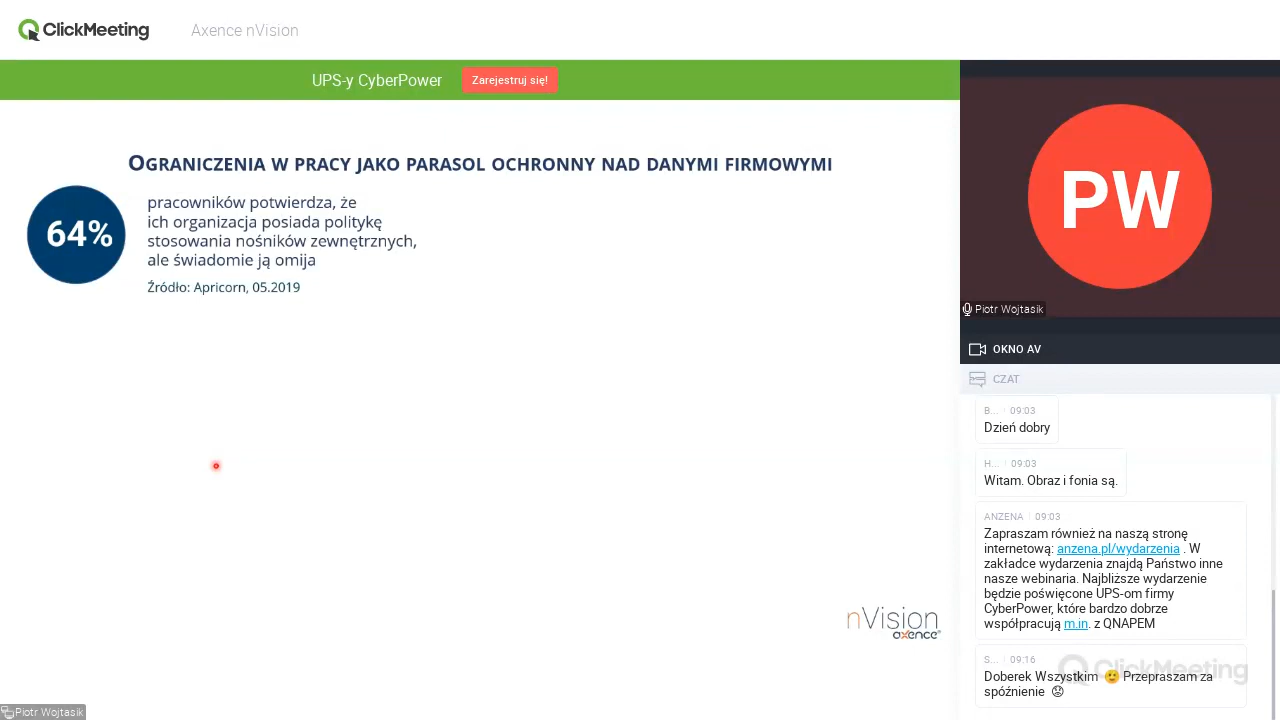 ClickMeeting
Axence nVision
UPS-y CyberPower
Zarejestruj się!
OGRANICZENIA W PRACY JAKO PARASOL OCHRONNY NAD DANYMI FIRMOWYMI
64%
pracowników potwierdza, że
ich organizacja posiada politykę
stosowania nośników zewnętrznych,
ale świadomie ją omija
Źródło: Apricorn, 05.2019
nVision
axence®
Piotr Wojtasik
PW
Piotr Wojtasik
OKNO AV
CZAT
B... 09:03
Dzień dobry
H... 09:03
Witam. Obraz i fonia są.
ANZENA 09:03
Zapraszam również na naszą stronę
internetową: anzena.pl/wydarzenia . W
zakładce wydarzenia znajdą Państwo inne
nasze webinaria. Najbliższe wydarzenie
będzie poświęcone UPS-om firmy
CyberPower, które bardzo dobrze
współpracują m.in. z QNAPEM
S... 09:16
Doberek Wszystkim 🥲 Przepraszam za
spóźnienie 😟
ClickMeeting